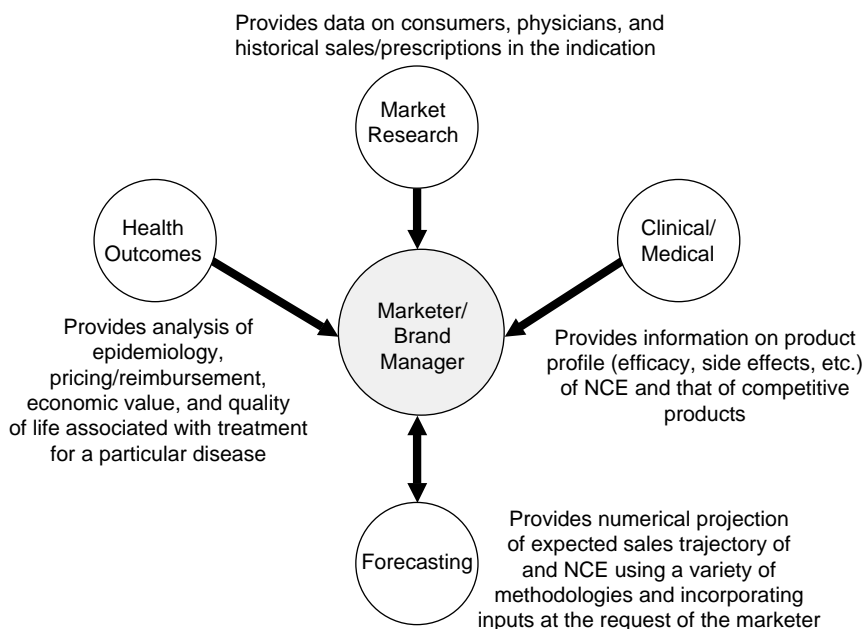 Provides data on consumers, physicians, and
historical sales/prescriptions in the indication
Market
Research
Health
Outcomes
Clinical/
Medical
Marketer/
Brand
Manager
Provides analysis of
epidemiology,
pricing/reimbursement,
economic value, and quality
of life associated with treatment
for a particular disease
Provides information on product
profile (efficacy, side effects, etc.)
of NCE and that of competitive
products
Forecasting
Provides numerical projection
of expected sales trajectory of
and NCE using a variety of
methodologies and incorporating
inputs at the request of the marketer